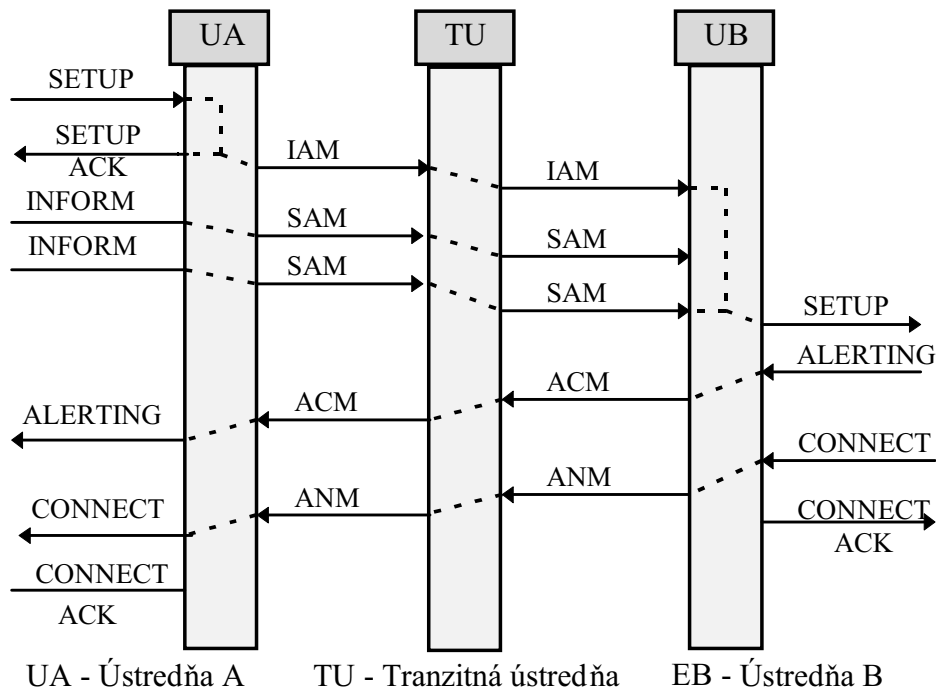 UA TU UB
SETUP
SETUP
ACK
IAM
IAM
INFORM
SAM
INFORM
SAM
SAM
SAM
SETUP
ALERTING
ACM
ACM
ALERTING
CONNECT
ANM
ANM
CONNECT
CONNECT
ACK
CONNECT
ACK
UA - Ústredňa A TU - Tranzitná ústredňa EB - Ústredňa B